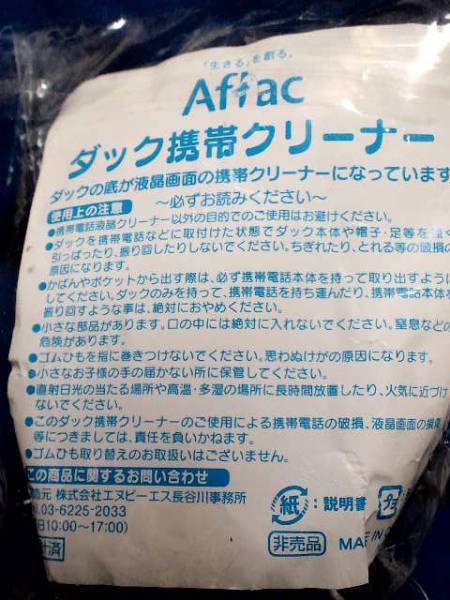 「生きる」を創る。
Aflac
ダック携帯クリーナー
ダックの底が液晶画面の携帯クリーナーになっています
〜必ずお読みください〜
使用上の注意
●携帯電話液晶クリーナー以外の目的でのご使用はお避けください。
●ダックを携帯電話などに取付けた状態でダック本体や帽子・足等を強く
引っぱったり、振り回したりしないでください。ちぎれたり、とれる等の破損の
原因になります。
●かばんやポケットから出す際は、必ず携帯電話本体を持って取り出すように
してください。ダックのみを持って、携帯電話を持ち運んだり、携帯電話本体を
振り回すような事は、絶対におやめください。
●小さな部品があります。口の中には絶対に入れないでください。窒息などの
危険があります。
●ゴムひもを指に巻きつけないでください。思わぬけがの原因になります。
●小さなお子様の手の届かない所に保管してください。
●直射日光の当たる場所や高温・多湿の場所に長時間放置したり、火気に近づけ
ないでください。
●このダック携帯クリーナーのご使用による携帯電話の破損、液晶画面の損
等につきましては、責任を負いかねます。
●ゴムひも取り替えのお取扱いはございません。
この商品に関するお問い合わせ
元 株式会社エヌピーエス長谷川事務所
L.03-6225-2033
日10:00〜17:00)
済
紙 :説明書 プ
非売品 MADE IN